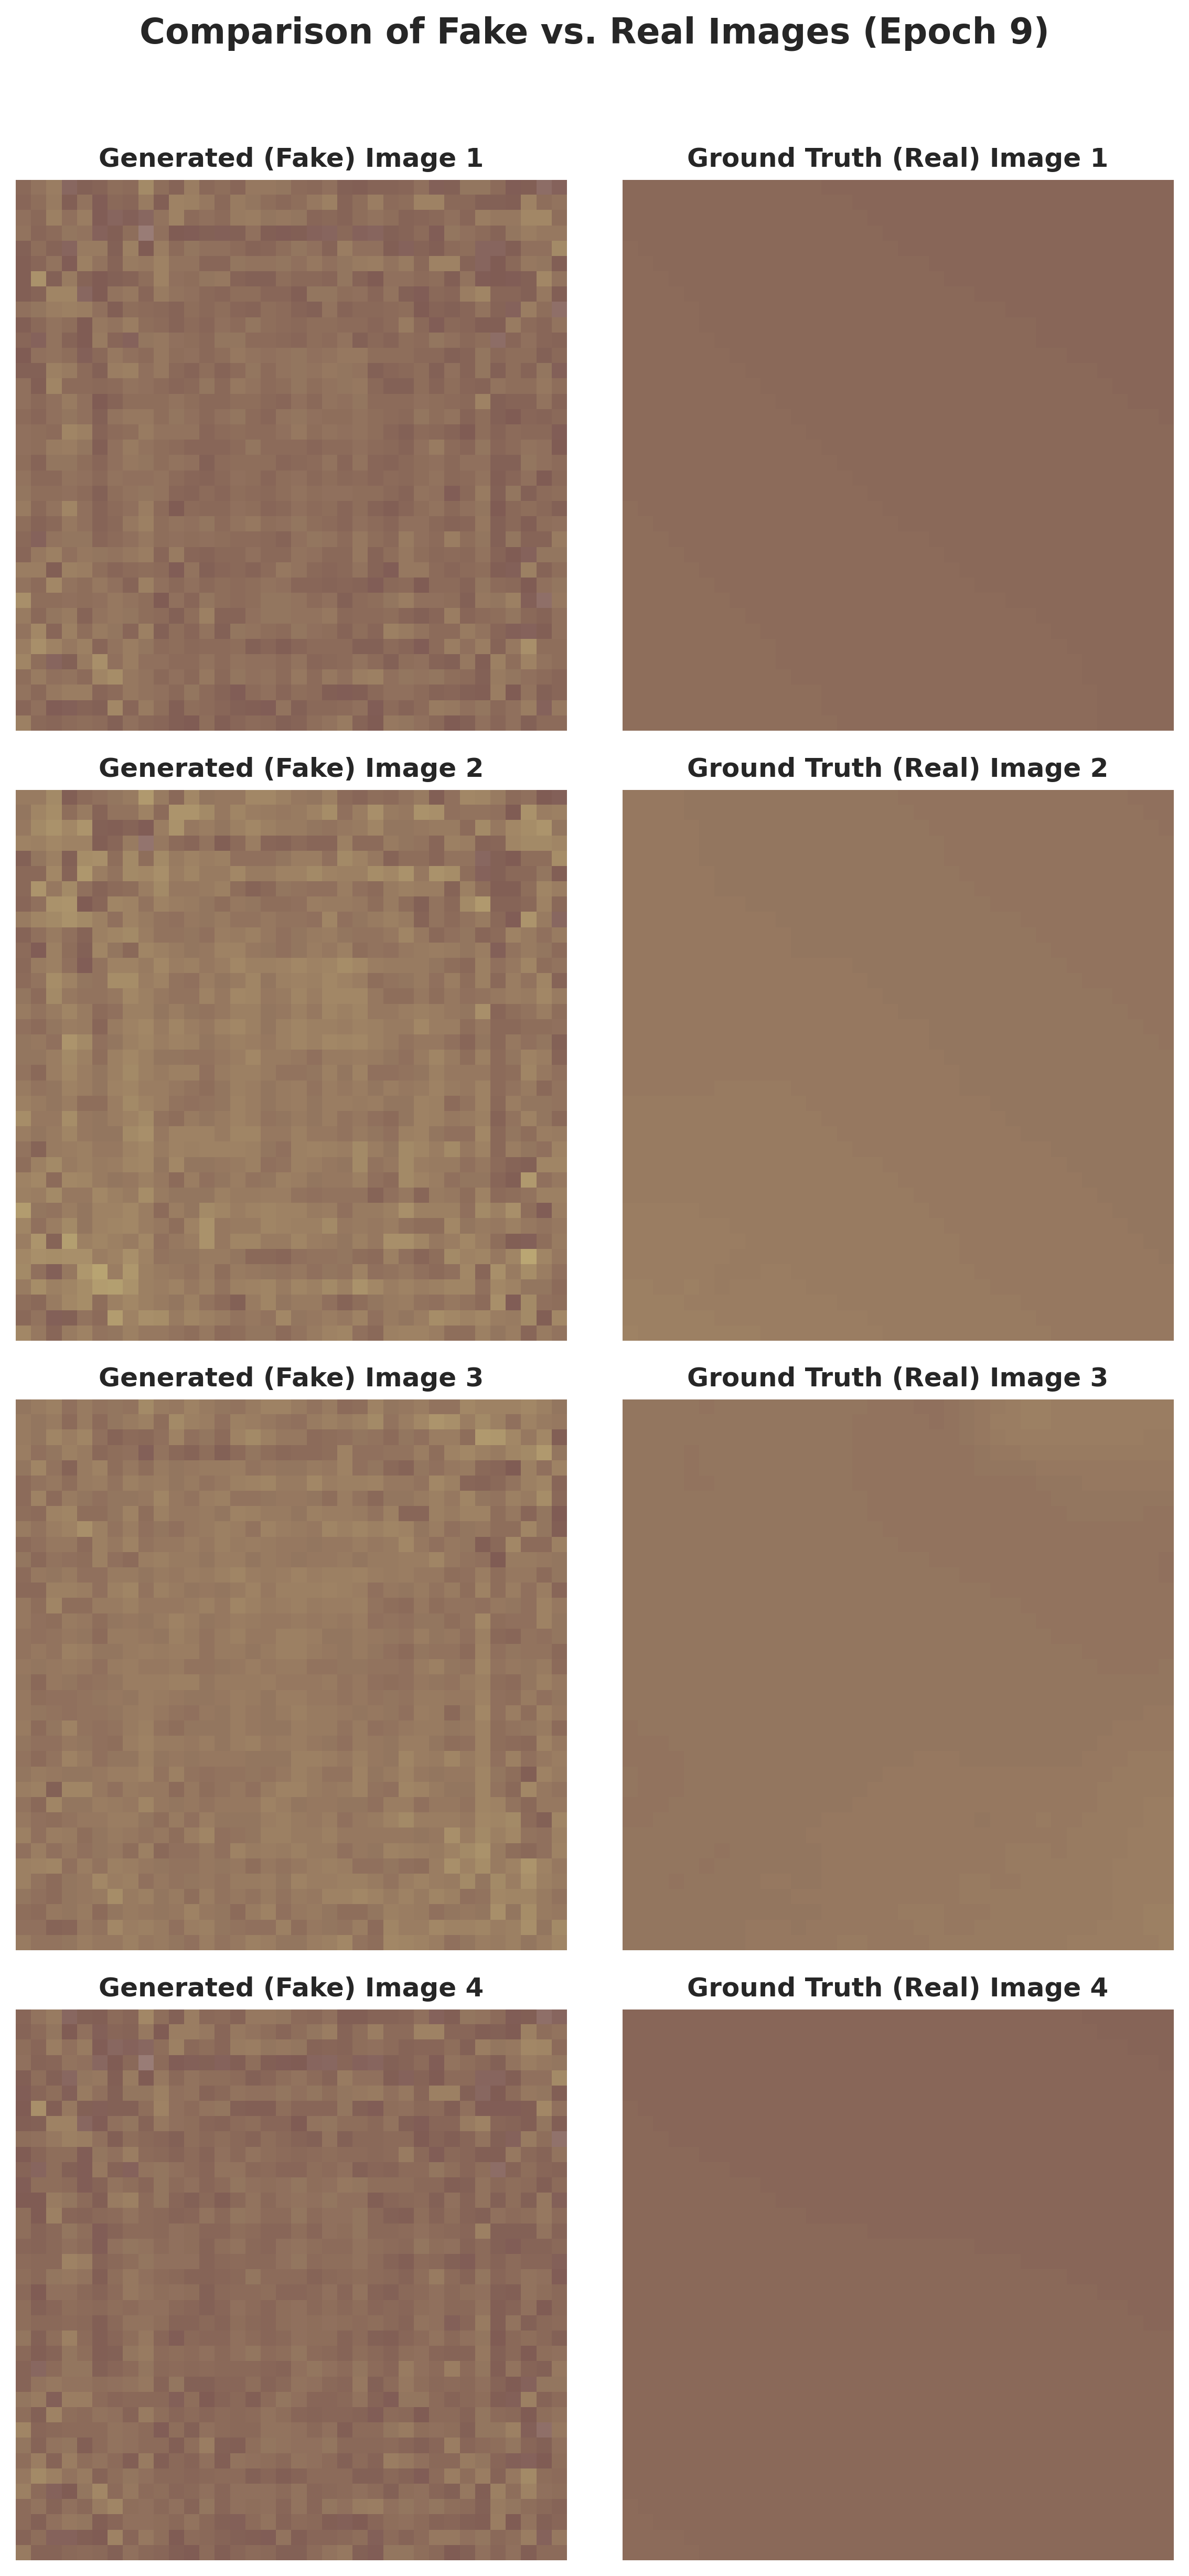 Comparison of Fake vs. Real Images (Epoch 9)
Generated (Fake) Image 1
Ground Truth (Real) Image 1
Generated (Fake) Image 2
Ground Truth (Real) Image 2
Generated (Fake) Image 3
Ground Truth (Real) Image 3
Generated (Fake) Image 4
Ground Truth (Real) Image 4